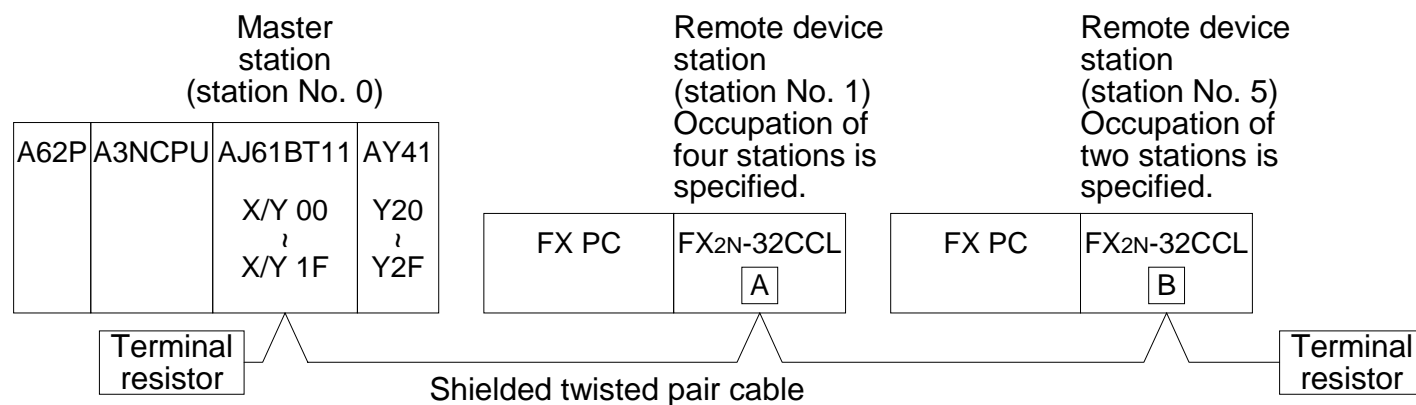 Master
station
(station No. 0)
Remote device
station
(station No. 1)
Occupation of
four stations is
specified.
Remote device
station
(station No. 5)
Occupation of
two stations is
specified.
A62P A3NCPU AJ61BT11 AY41
X/Y 00
~
X/Y 1F
Y20
~
Y2F
FX PC FX2N-32CCL
A
FX PC FX2N-32CCL
B
Terminal
resistor
Shielded twisted pair cable
Terminal
resistor